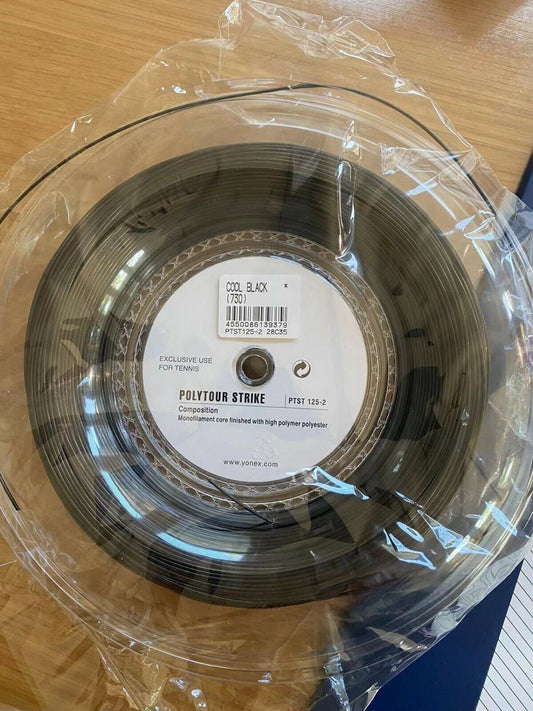 COOL BLACK K
(730)
4550086139379
PTST125-2 28C35
EXCLUSIVE USE
FOR TENNIS
POLYTOUR STRIKE PTST 125-2
Composition
Monofilament core finished with high polymer polyester
www.yonex.com